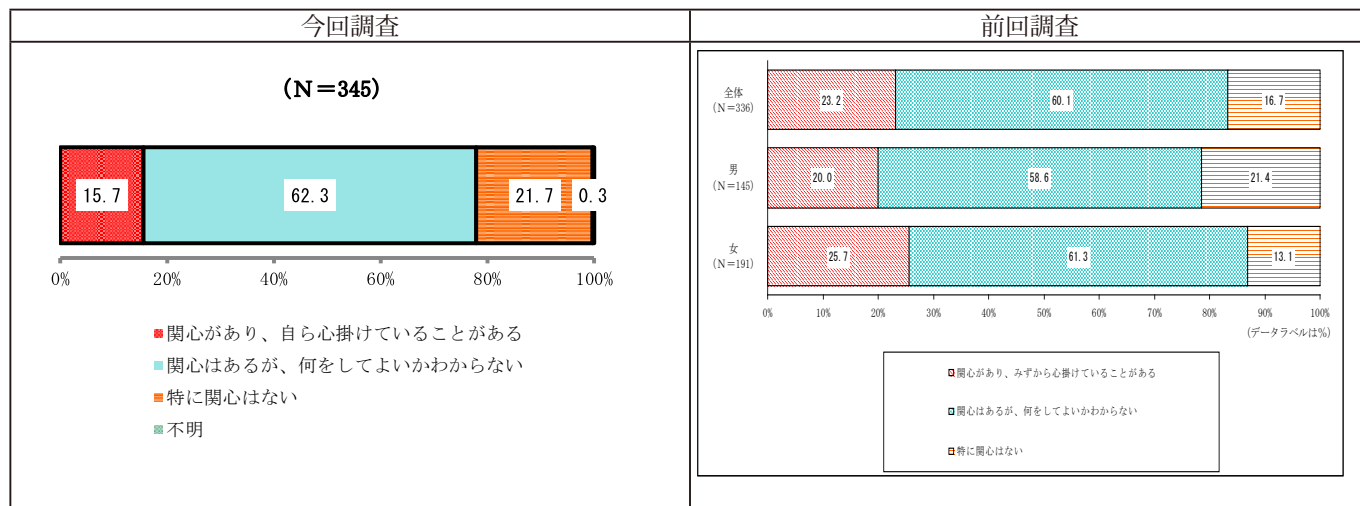 今回調査
前回調査
(N=345)
15.7
62.3
21.7
0.3
0%
20%
40%
60%
80%
100%
関心があり、自ら心掛けていることがある
関心はあるが、何をしてよいかわからない
特に関心はない
不明
全体
(N=336)
23.2
60.1
16.7
男
(N=145)
20.0
58.6
21.4
女
(N=191)
25.7
61.3
13.1
0%
10%
20%
30%
40%
50%
60%
70%
80%
90%
100%
(データラベルは%)
関心があり、みずから心掛けていることがある
関心はあるが、何をしてよいかわからない
特に関心はない